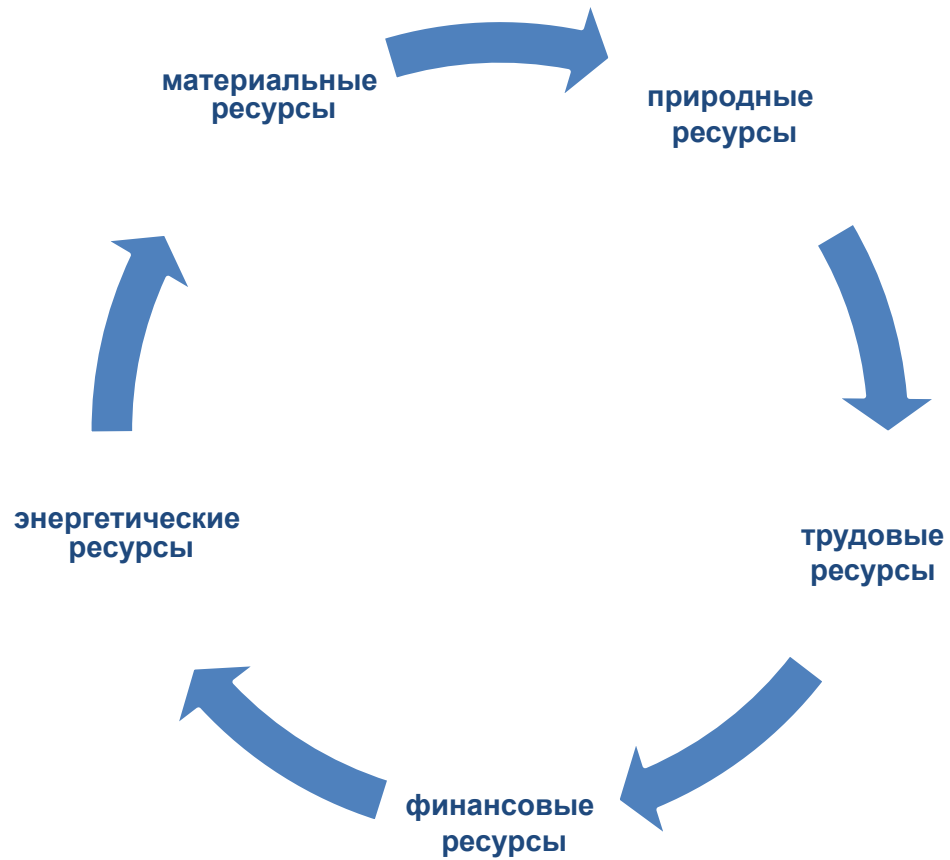 материальные
ресурсы
природные
ресурсы
трудовые
ресурсы
финансовые
ресурсы
энергетические
ресурсы